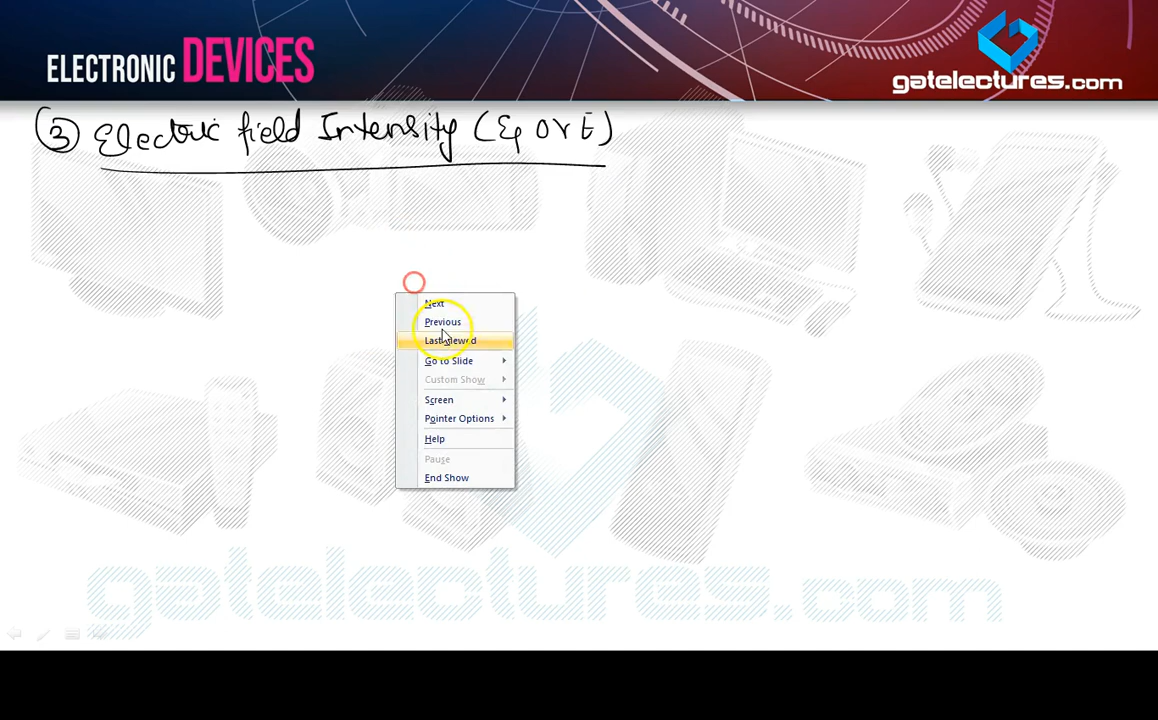 ELECTRONIC DEVICES
gatelectures.com
(3) Electric field Intensity (ξ or E)
Next
Previous
Last Viewed
Go to Slide
Custom Show
Screen
Pointer Options
Help
Pause
End Show
gatelectures.com